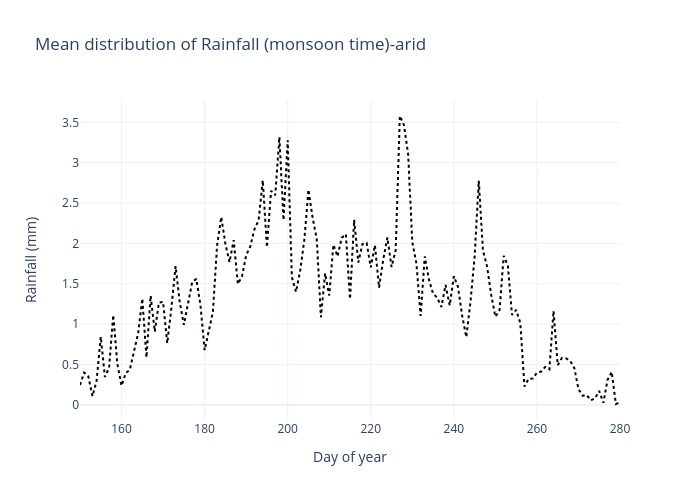 Mean distribution of Rainfall (monsoon time)-arid
3.5
3
2.5
2
1.5
1
0.5
0
Rainfall (mm)
160 180 200 220 240 260 280
Day of year